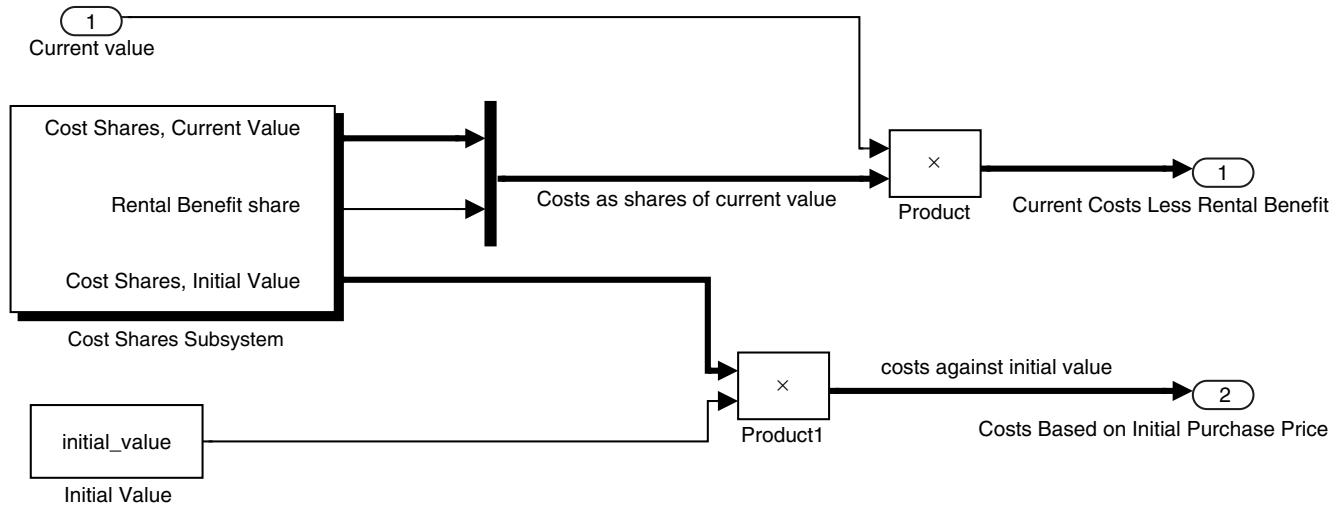 1
Current value
Cost Shares, Current Value
Rental Benefit share
Cost Shares, Initial Value
Cost Shares Subsystem
Costs as shares of current value
×
Product
1
Current Costs Less Rental Benefit
initial_value
Initial Value
×
Product1
costs against initial value
2
Costs Based on Initial Purchase Price